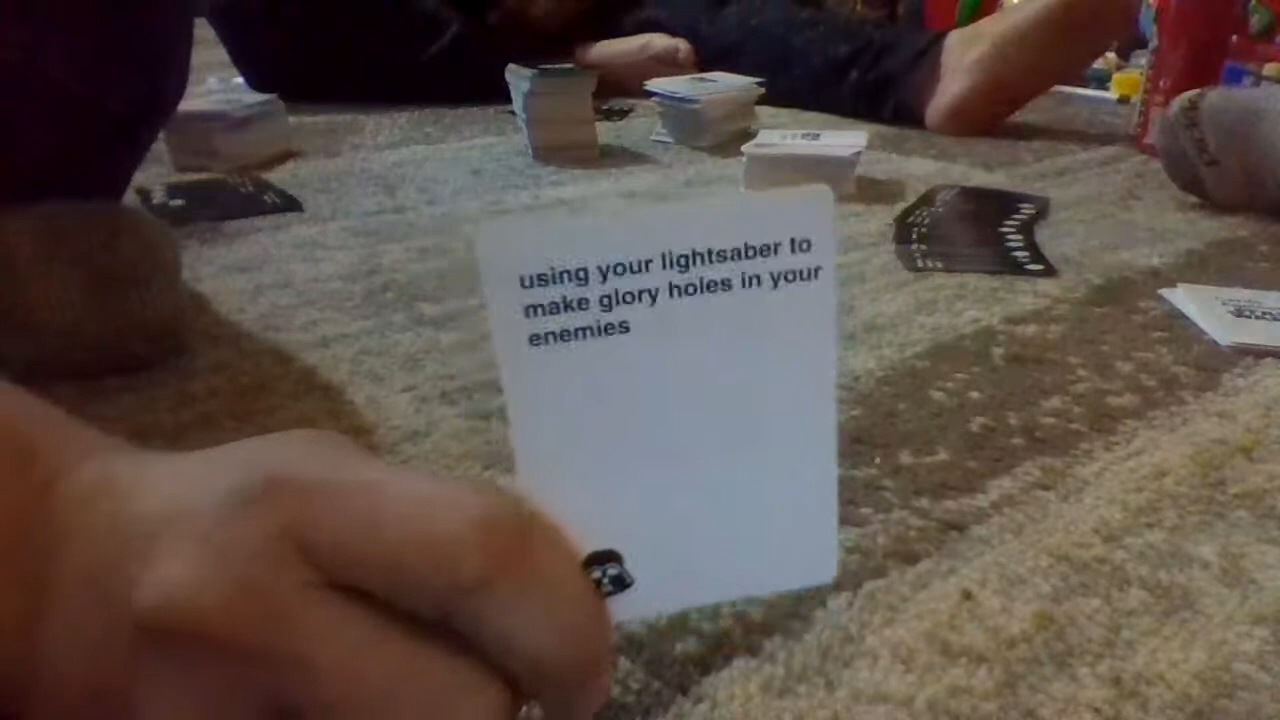 using your lightsaber to
make glory holes in your
enemies